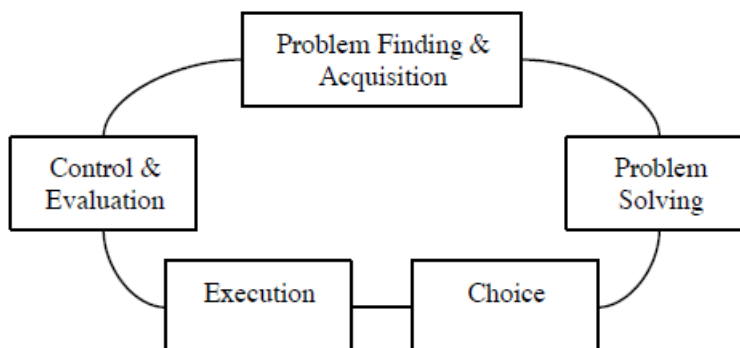 Problem Finding &
Acquisition
Control &
Evaluation
Problem
Solving
Execution
Choice